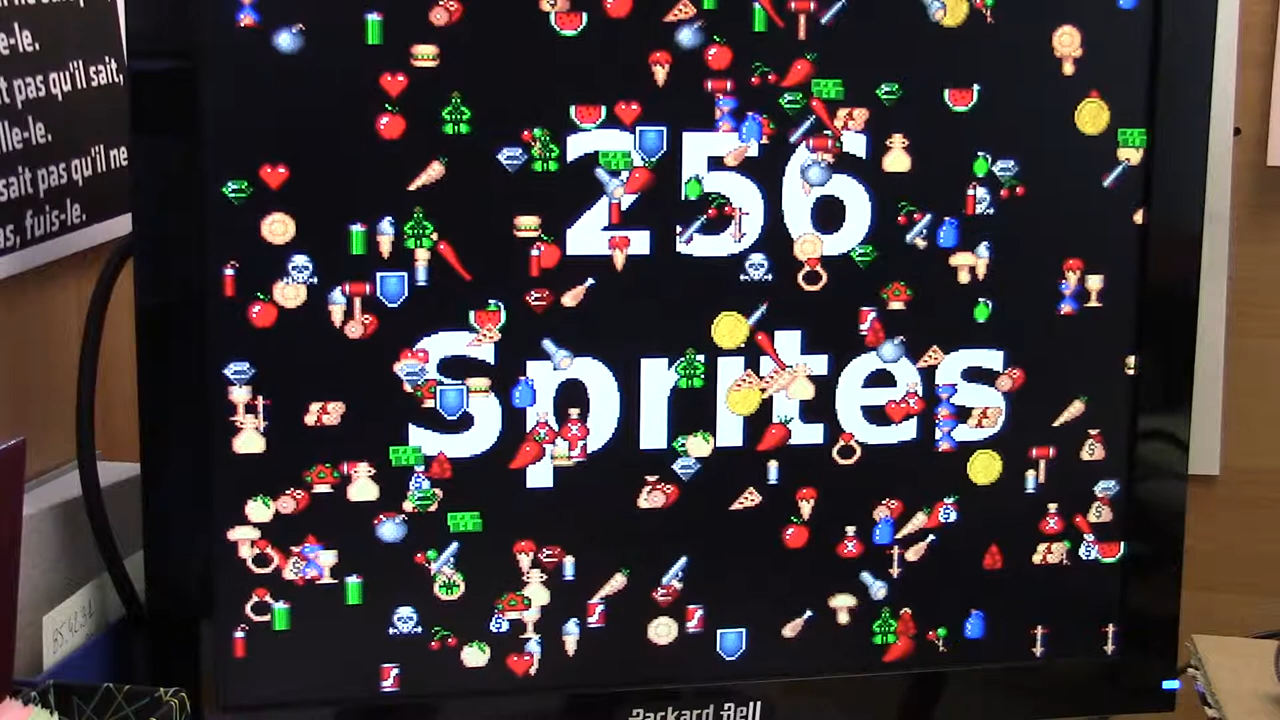 e-le.
t pas qu'il sait,
lle-le.
sait pas qu'il ne
as, fuis-le.
256
Sprites
Packard Bell